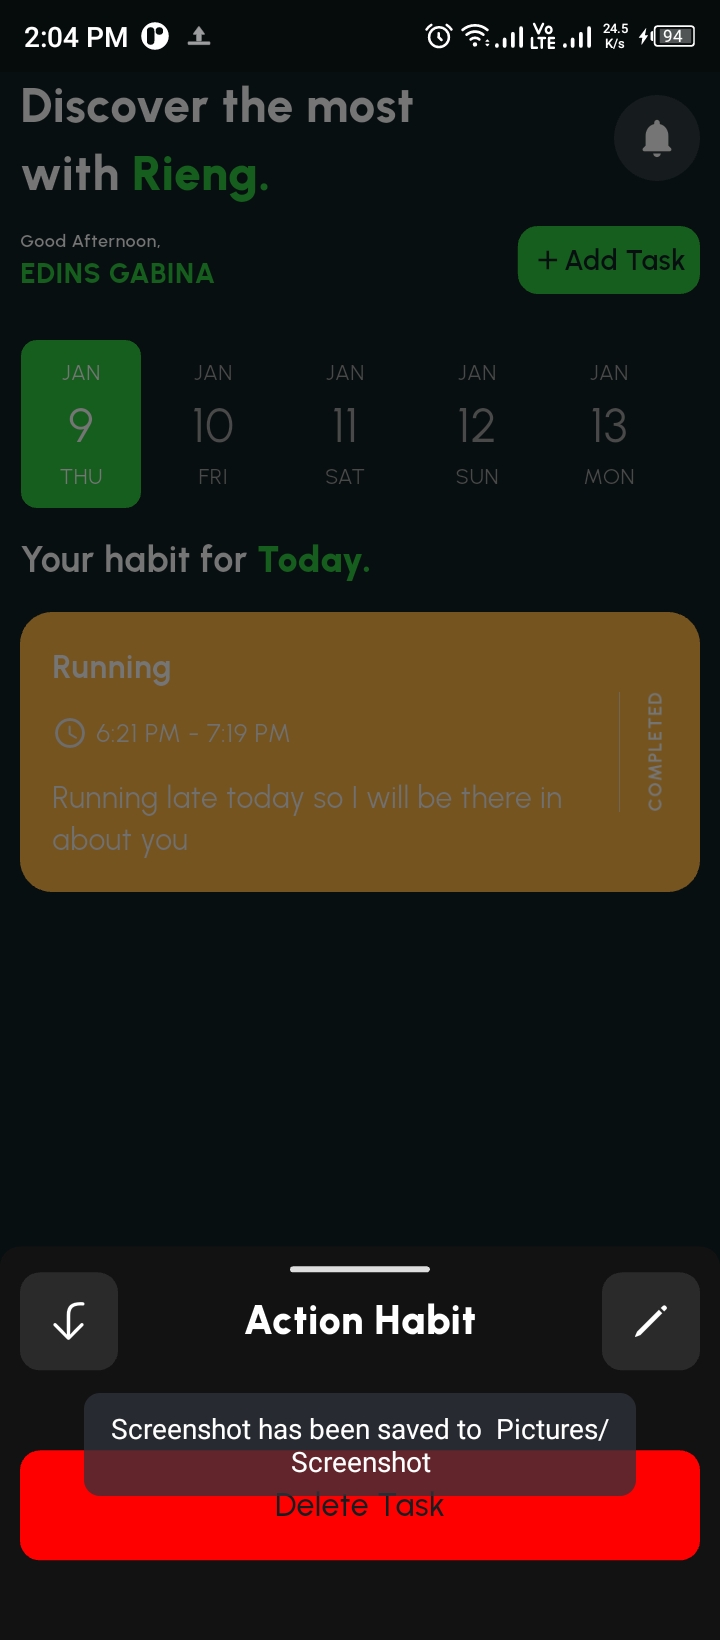 2:04 PM
Vo
LTE
24.5
K/s
94
Discover the most
with Rieng.
Good Afternoon,
EDINS GABINA
+ Add Task
JAN JAN JAN JAN JAN
9 10 11 12 13
THU FRI SAT SUN MON
Your habit for Today.
Running
6:21 PM - 7:19 PM
Running late today so I will be there in
about you
COMPLETED
Action Habit
Screenshot has been saved to Pictures/
Screenshot
Delete Task